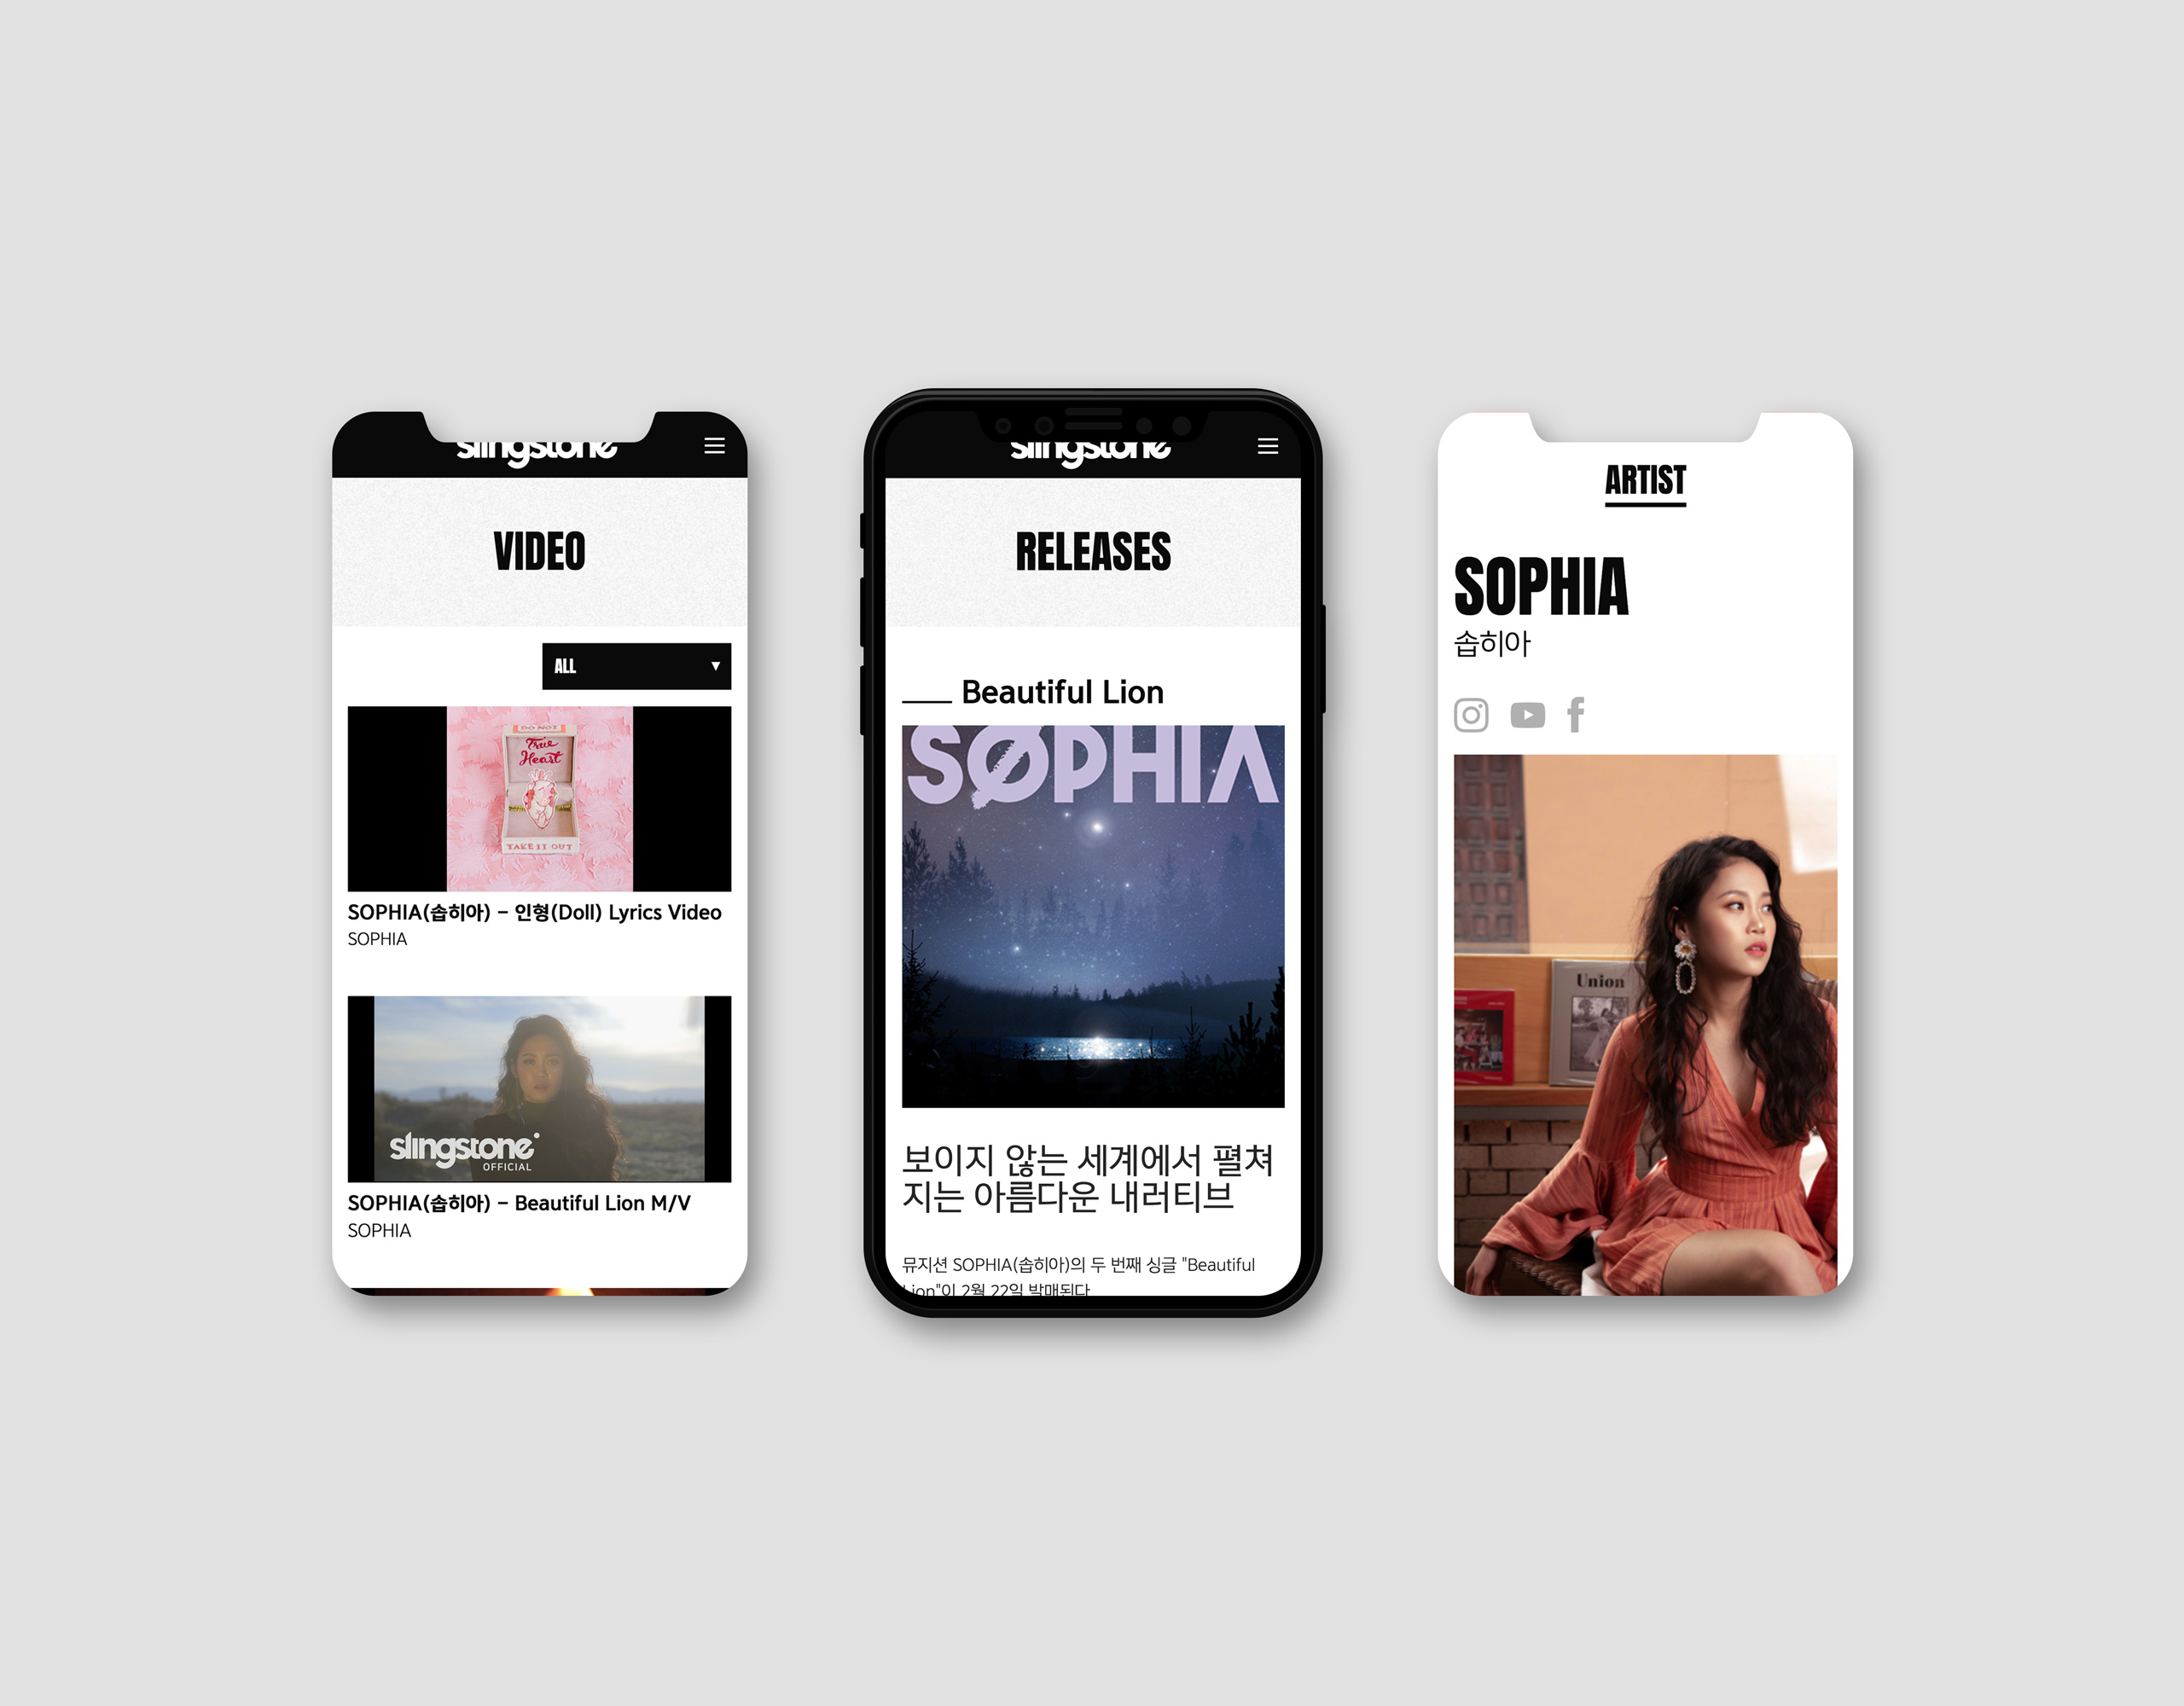 slingstone
VIDEO
ALL
DO NOT
True
Heart
TAKE IT OUT
SOPHIA(솝히아) – 인형(Doll) Lyrics Video
SOPHIA
slingstone
OFFICIAL
SOPHIA(솝히아) – Beautiful Lion M/V
SOPHIA
slingstone
RELEASES
Beautiful Lion
SØPHIA
보이지 않는 세계에서 펼쳐
지는 아름다운 내러티브
뮤지션 SOPHIA(솝히아)의 두 번째 싱글 "Beautiful
Lion"이 2월 22일 발매된다
ARTIST
SOPHIA
솝히아
Union